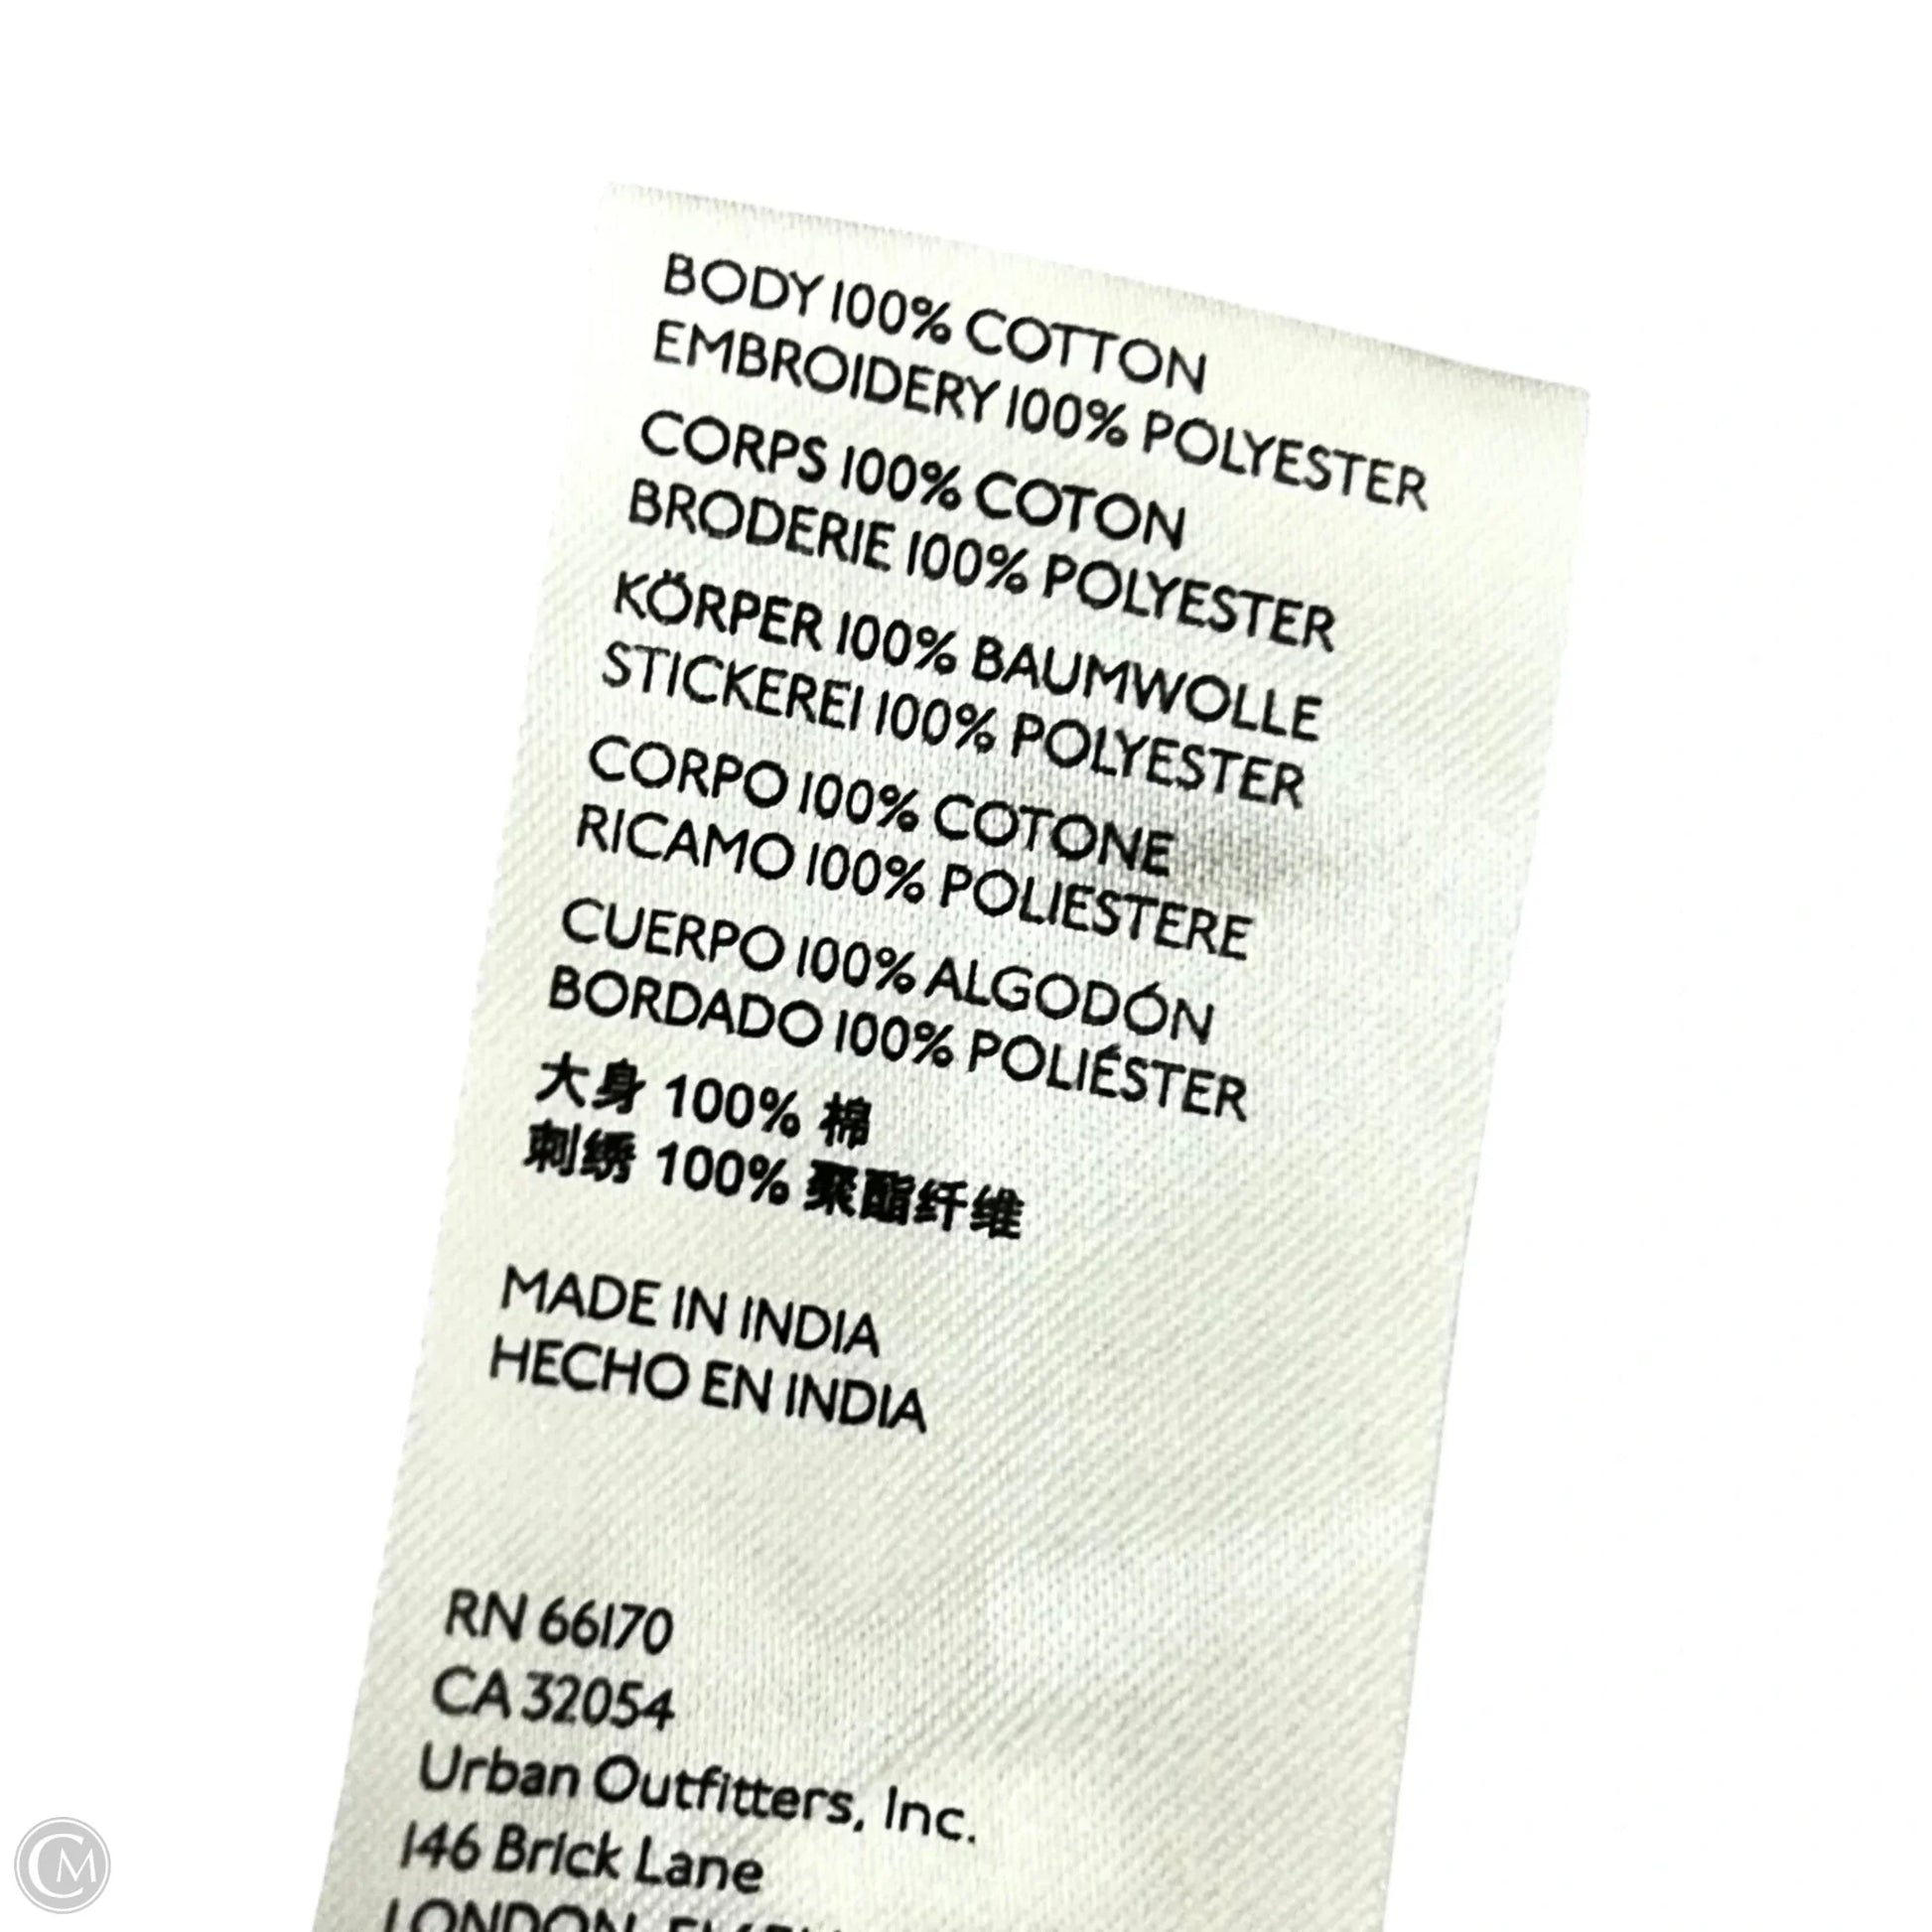 BODY 100% COTTON
EMBROIDERY 100% POLYESTER
CORPS 100% COTON
BRODERIE 100% POLYESTER
KÖRPER 100% BAUMWOLLE
STICKEREI 100% POLYESTER
CORPO 100% COTONE
RICAMO 100% POLIESTERE
CUERPO 100% ALGODÓN
BORDADO 100% POLIÉSTER
大身 100% 棉
刺绣 100% 聚酯纤维
MADE IN INDIA
HECHO EN INDIA
RN 66170
CA 32054
Urban Outfitters, Inc.
146 Brick Lane
LONDON,
CM